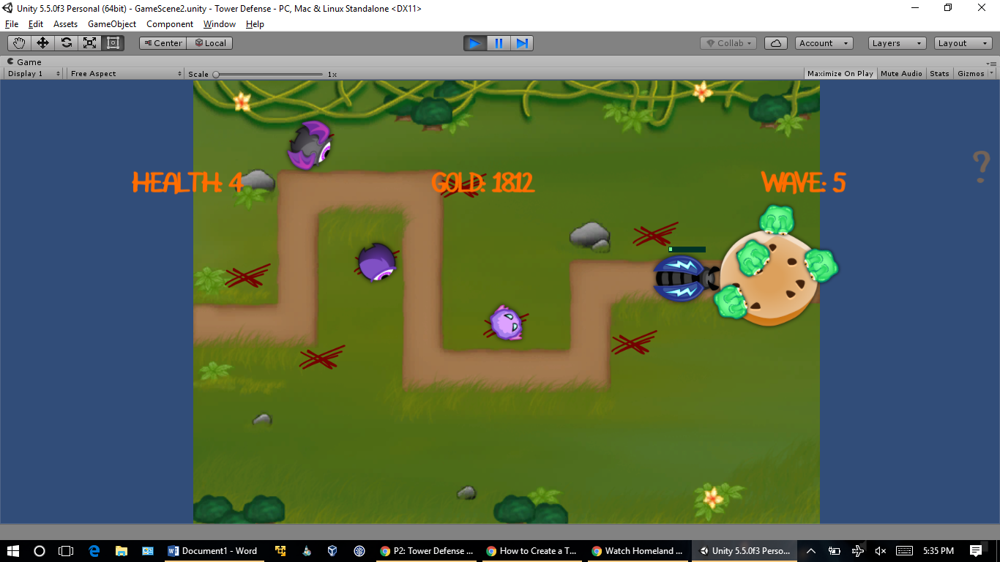 Unity 5.5.0f3 Personal (64bit) - GameScene2.unity - Tower Defense - PC, Mac & Linux Standalone <DX11>
File Edit Assets GameObject Component Window Help
Center Local Collab Account Layers Layout
Game
Display 1 Free Aspect Scale 1x Maximize On Play Mute Audio Stats Gizmos
?
HEALTH: 4 GOLD: 1812 WAVE: 5
Document1 - Word P2: Tower Defense ... How to Create a T... Watch Homeland ... Unity 5.5.0f3 Perso... 5:35 PM